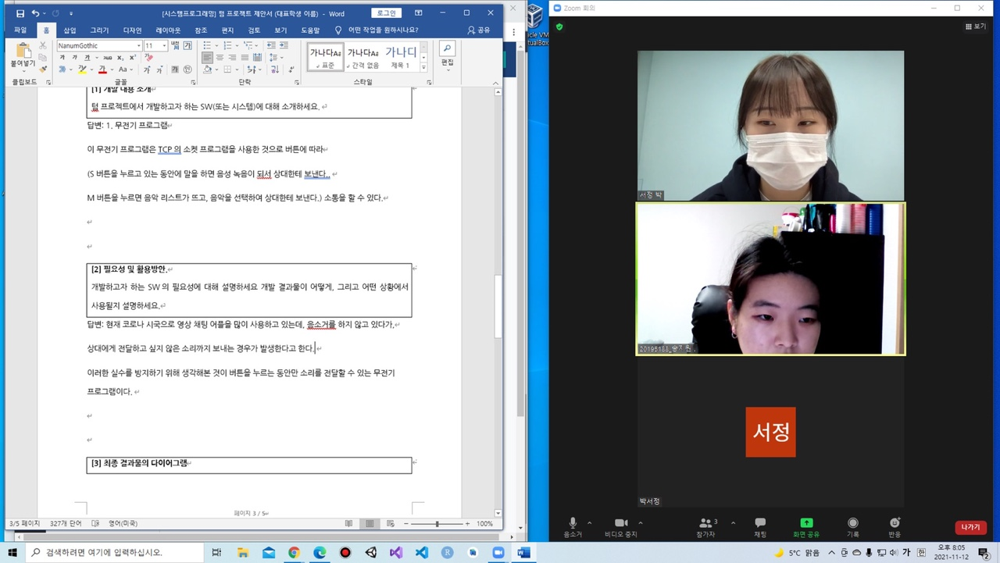 [시스템프로그래밍] 텀 프로젝트 제안서 (대표학생 이름) - Word
로그인
파일 홈 삽입 그리기 디자인 레이아웃 참조 편지 검토 보기 도움말 어떤 작업을 원하시나요? 공유
붙여넣기
NanumGothic 11
가나다Aa 가나다Aa 가나디
표준 간격 없음 제목 1
편집
클립보드 글꼴 단락 스타일
[1] 개발 내용 소개
텀 프로젝트에서 개발하고자 하는 SW(또는 시스템)에 대해 소개하세요.
답변: 1. 무전기 프로그램
이 무전기 프로그램은 TCP 의 소켓 프로그램을 사용한 것으로 버튼에 따라
(S 버튼을 누르고 있는 동안에 말을 하면 음성 녹음이 되서 상대한테 보낸다..
M 버튼을 누르면 음악 리스트가 뜨고, 음악을 선택하여 상대한테 보낸다.) 소통을 할 수 있다.
[2] 필요성 및 활용방안.
개발하고자 하는 SW 의 필요성에 대해 설명하세요 개발 결과물이 어떻게, 그리고 어떤 상황에서
사용될지 설명하세요.
답변: 현재 코로나 시국으로 영상 채팅 어플을 많이 사용하고 있는데, 음소거를 하지 않고 있다가,
상대에게 전달하고 싶지 않은 소리까지 보내는 경우가 발생한다고 한다.
이러한 실수를 방지하기 위해 생각해본 것이 버튼을 누르는 동안만 소리를 전달할 수 있는 무전기
프로그램이다.
[3] 최종 결과물의 다이어그램
페이지 3 / 5
3/5 페이지 327개 단어 영어(미국) 100%
Zoom 회의
보기
서정 박
서정
박서정
음소거 비디오 중지 3 참가자 채팅 화면 공유 기록 반응 나가기
검색하려면 여기에 입력하십시오.
5°C 맑음 가 한 오후 8:05
2021-11-12 2